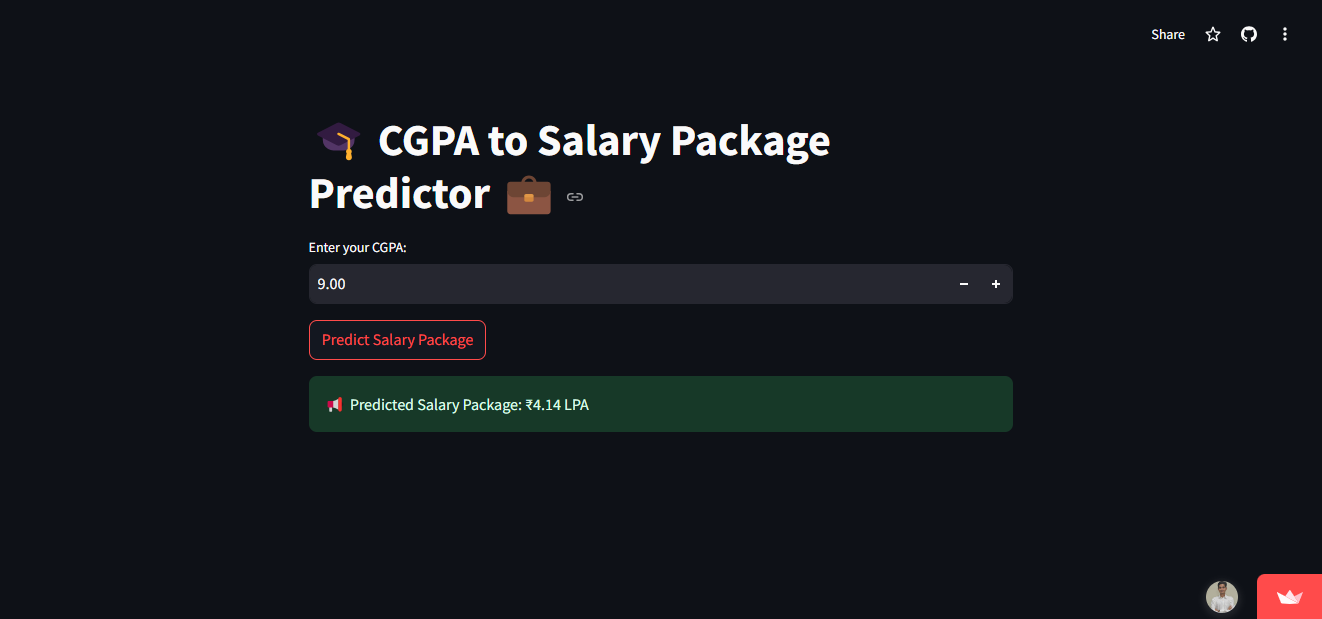 Share
🎓 CGPA to Salary Package
Predictor 💼
Enter your CGPA:
9.00
Predict Salary Package
📢 Predicted Salary Package: ₹4.14 LPA